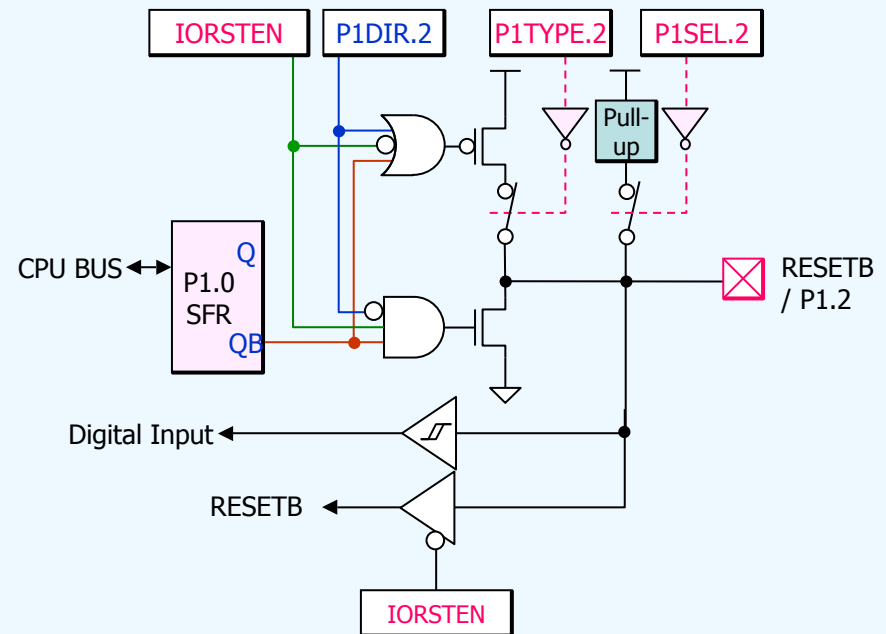 IORSTEN
P1DIR.2
P1TYPE.2
P1SEL.2
Pull-
up
CPU BUS
Q
P1.0
SFR
QB
RESETB
/ P1.2
Digital Input
RESETB
IORSTEN